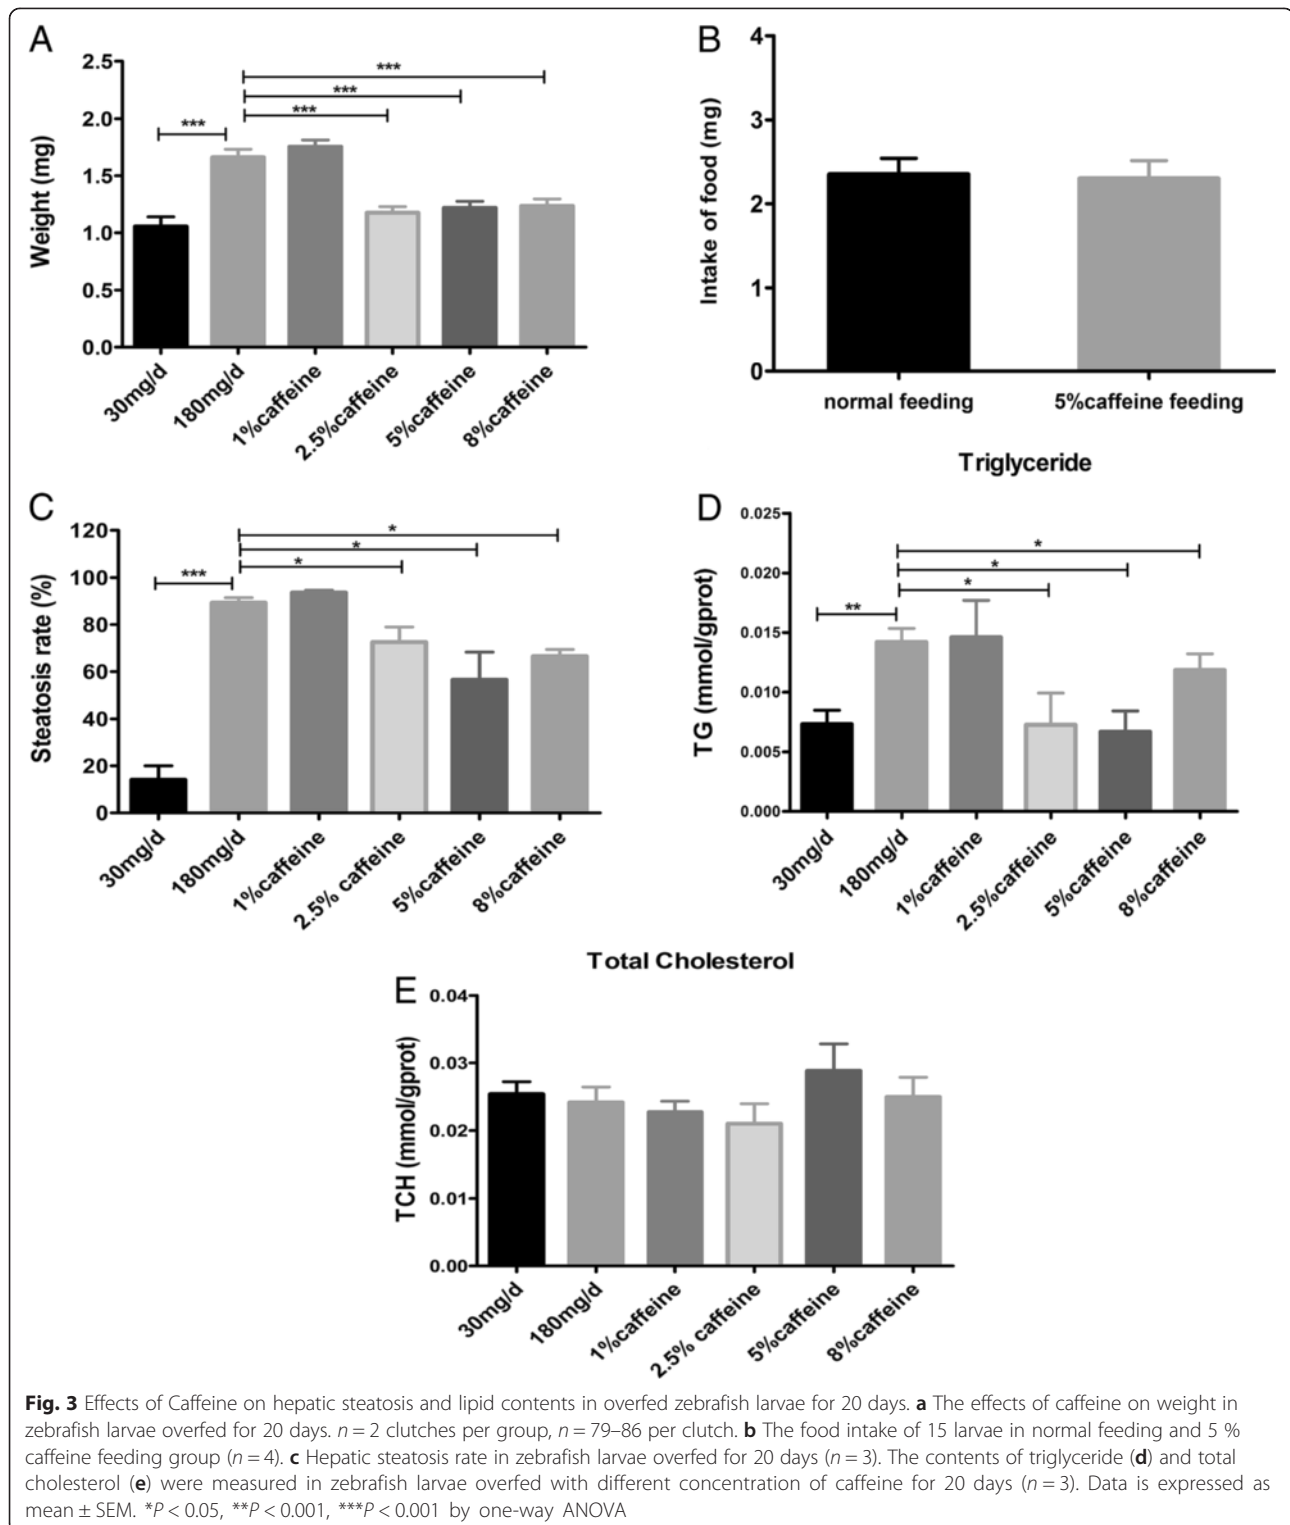 A
Weight (mg)
2.5
2.0
1.5
1.0
0.5
0.0
***
***
***
***
30mg/d
180mg/d
1%caffeine
2.5%caffeine
5%caffeine
8%caffeine
B
Intake of food (mg)
4
3
2
1
0
normal feeding
5%caffeine feeding
C
Steatosis rate (%)
120
100
80
60
40
20
0
***
*
*
*
30mg/d
180mg/d
1%caffeine
2.5% caffeine
5%caffeine
8%caffeine
Triglyceride
D
TG (mmol/gprot)
0.025
0.020
0.015
0.010
0.005
0.000
**
*
*
*
30mg/d
180mg/d
1%caffeine
2.5%caffeine
5%caffeine
8%caffeine
Total Cholesterol
E
TCH (mmol/gprot)
0.04
0.03
0.02
0.01
0.00
30mg/d
180mg/d
1%caffeine
2.5% caffeine
5%caffeine
8%caffeine
Fig. 3 Effects of Caffeine on hepatic steatosis and lipid contents in overfed zebrafish larvae for 20 days. a The effects of caffeine on weight in
zebrafish larvae overfed for 20 days. n = 2 clutches per group, n = 79–86 per clutch. b The food intake of 15 larvae in normal feeding and 5 %
caffeine feeding group (n = 4). c Hepatic steatosis rate in zebrafish larvae overfed for 20 days (n = 3). The contents of triglyceride (d) and total
cholesterol (e) were measured in zebrafish larvae overfed with different concentration of caffeine for 20 days (n = 3). Data is expressed as
mean ± SEM. *P < 0.05, **P < 0.001, ***P < 0.001 by one-way ANOVA